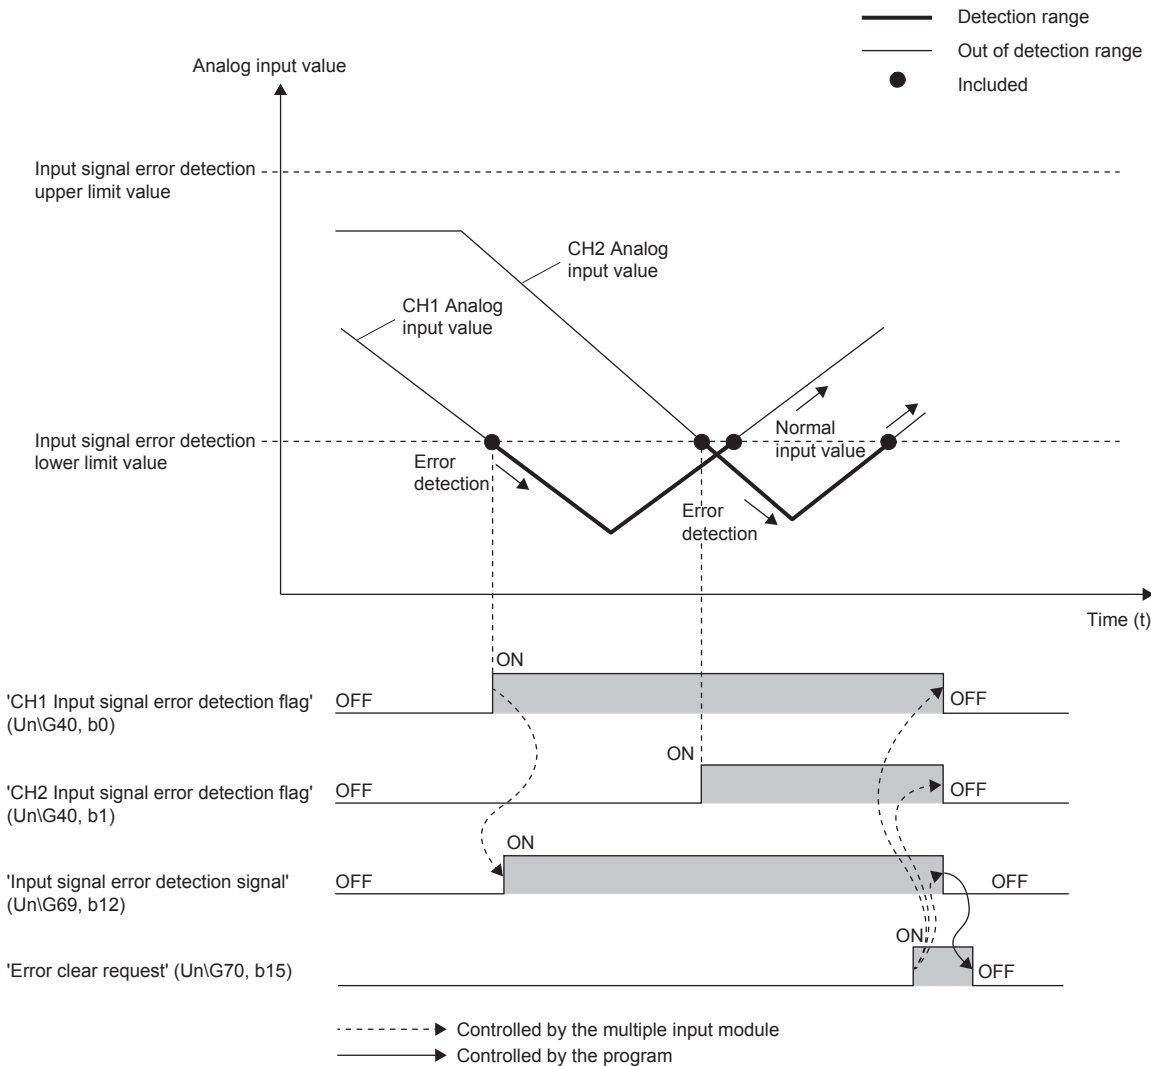 Detection range
Out of detection range
Included
Analog input value
Input signal error detection
upper limit value
CH2 Analog
input value
CH1 Analog
input value
Input signal error detection
lower limit value
Error
detection
Normal
input value
Error
detection
Time (t)
ON
'CH1 Input signal error detection flag'
(Un\G40, b0)
OFF
OFF
ON
'CH2 Input signal error detection flag'
(Un\G40, b1)
OFF
OFF
ON
'Input signal error detection signal'
(Un\G69, b12)
OFF
OFF
ON
'Error clear request' (Un\G70, b15)
OFF
Controlled by the multiple input module
Controlled by the program